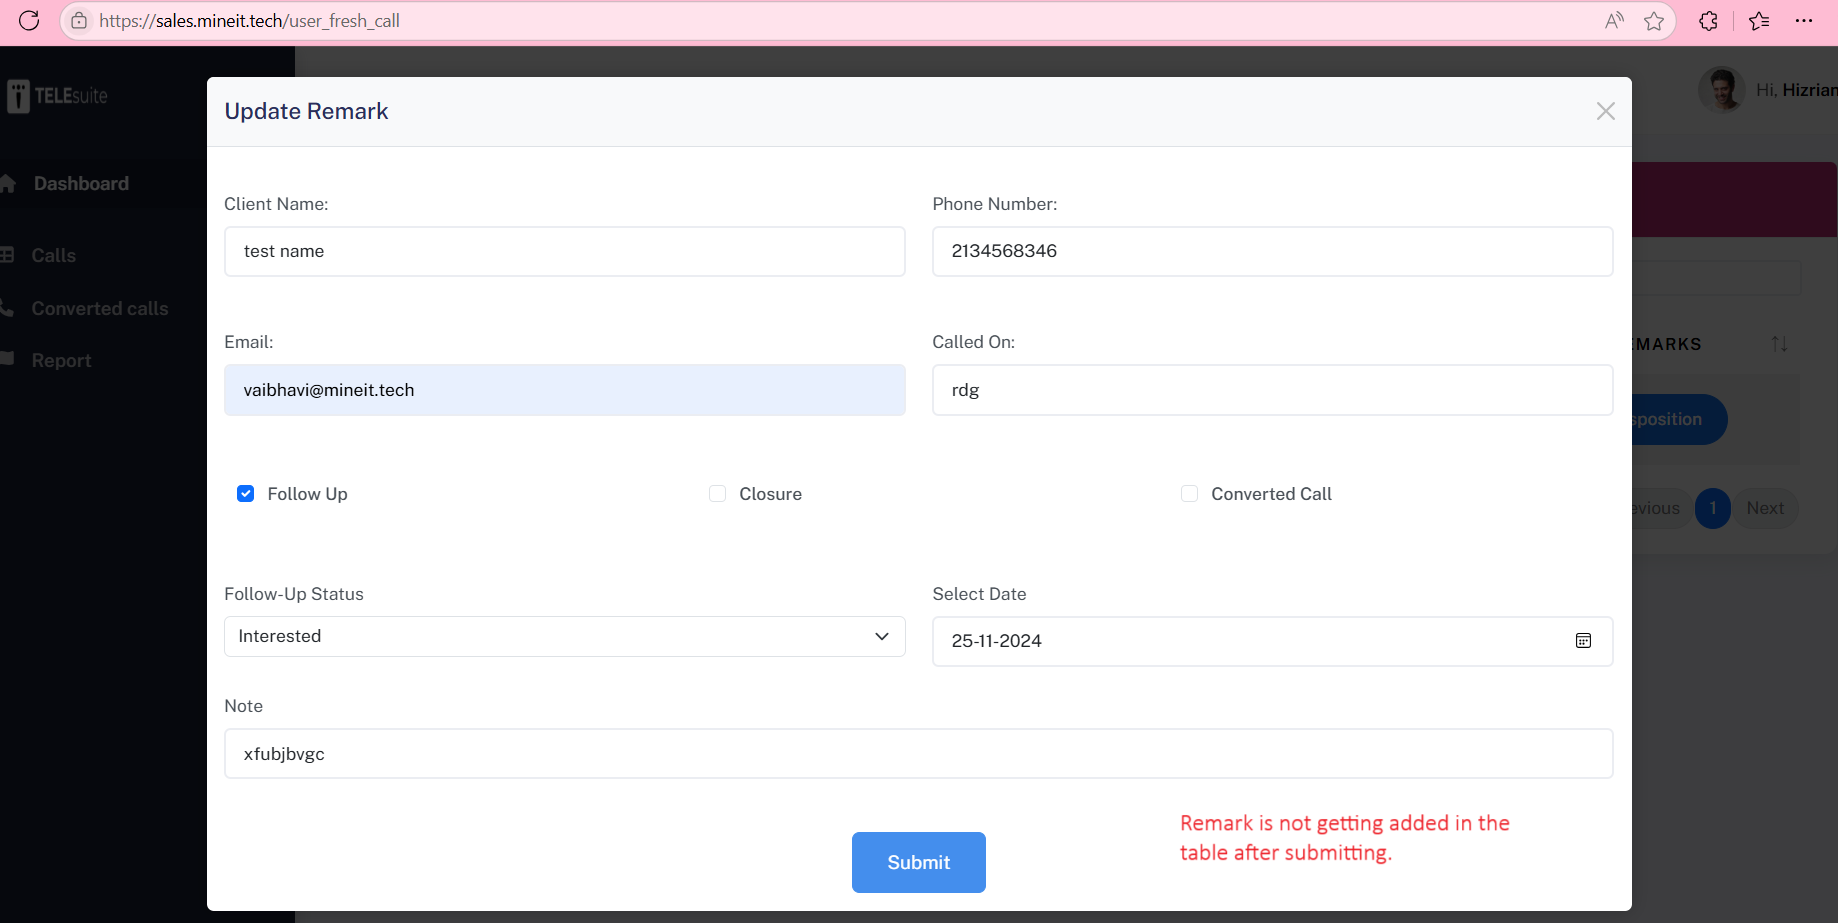 https://sales.mineit.tech/user_fresh_call
TELEsuite
Hi, Hizrian
Update Remark
Dashboard
Calls
Converted calls
Report
Client Name:
Phone Number:
test name
2134568346
Email:
Called On:
vaibhavi@mineit.tech
rdg
EMARKS
sposition
Follow Up
Closure
Converted Call
evious
1
Next
Follow-Up Status
Select Date
Interested
25-11-2024
Note
xfubjbvgc
Remark is not getting added in the
table after submitting.
Submit